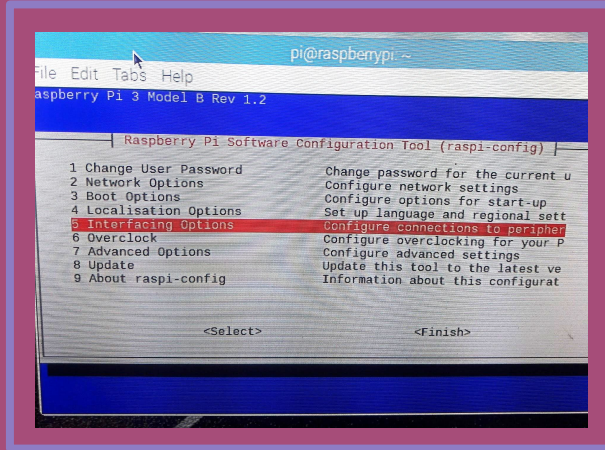 pi@raspberrypi: ~
File Edit Tabs Help
aspberry Pi 3 Model B Rev 1.2
Raspberry Pi Software Configuration Tool (raspi-config)
1 Change User Password Change password for the current u
2 Network Options Configure network settings
3 Boot Options Configure options for start-up
4 Localisation Options Set up language and regional sett
5 Interfacing Options Configure connections to peripher
6 Overclock Configure overclocking for your P
7 Advanced Options Configure advanced settings
8 Update Update this tool to the latest ve
9 About raspi-config Information about this configurat
<Select> <Finish>